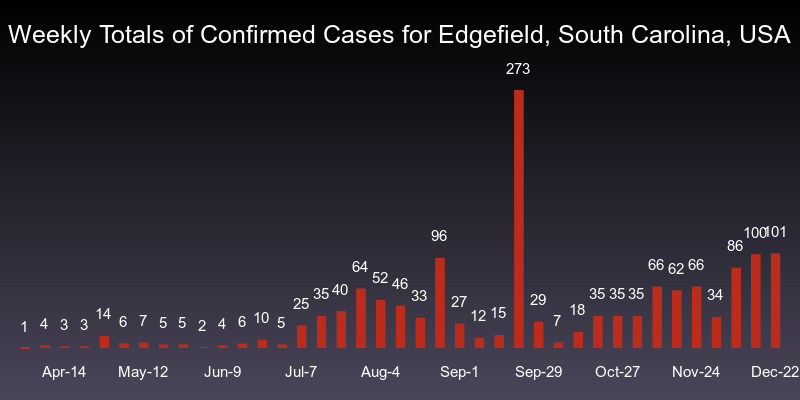 Weekly Totals of Confirmed Cases for Edgefield, South Carolina, USA
1 4 3 3 14 6 7 5 5 2 4 6 10 5 25 35 40 64 52 46 33 96 27 12 15 273 29 7 18 35 35 35 66 62 66 34 86 100 101
Apr-14 May-12 Jun-9 Jul-7 Aug-4 Sep-1 Sep-29 Oct-27 Nov-24 Dec-22